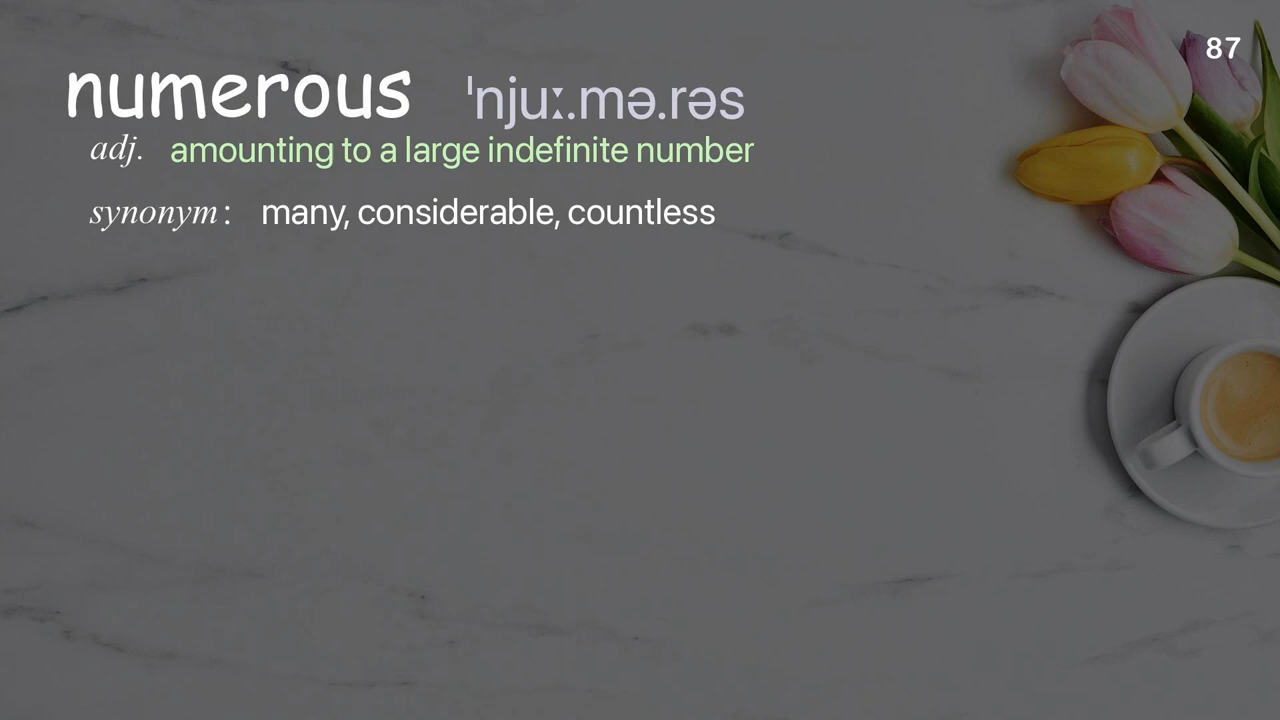 87
numerous ˈnjuː.mə.rəs
adj. amounting to a large indefinite number
synonym: many, considerable, countless